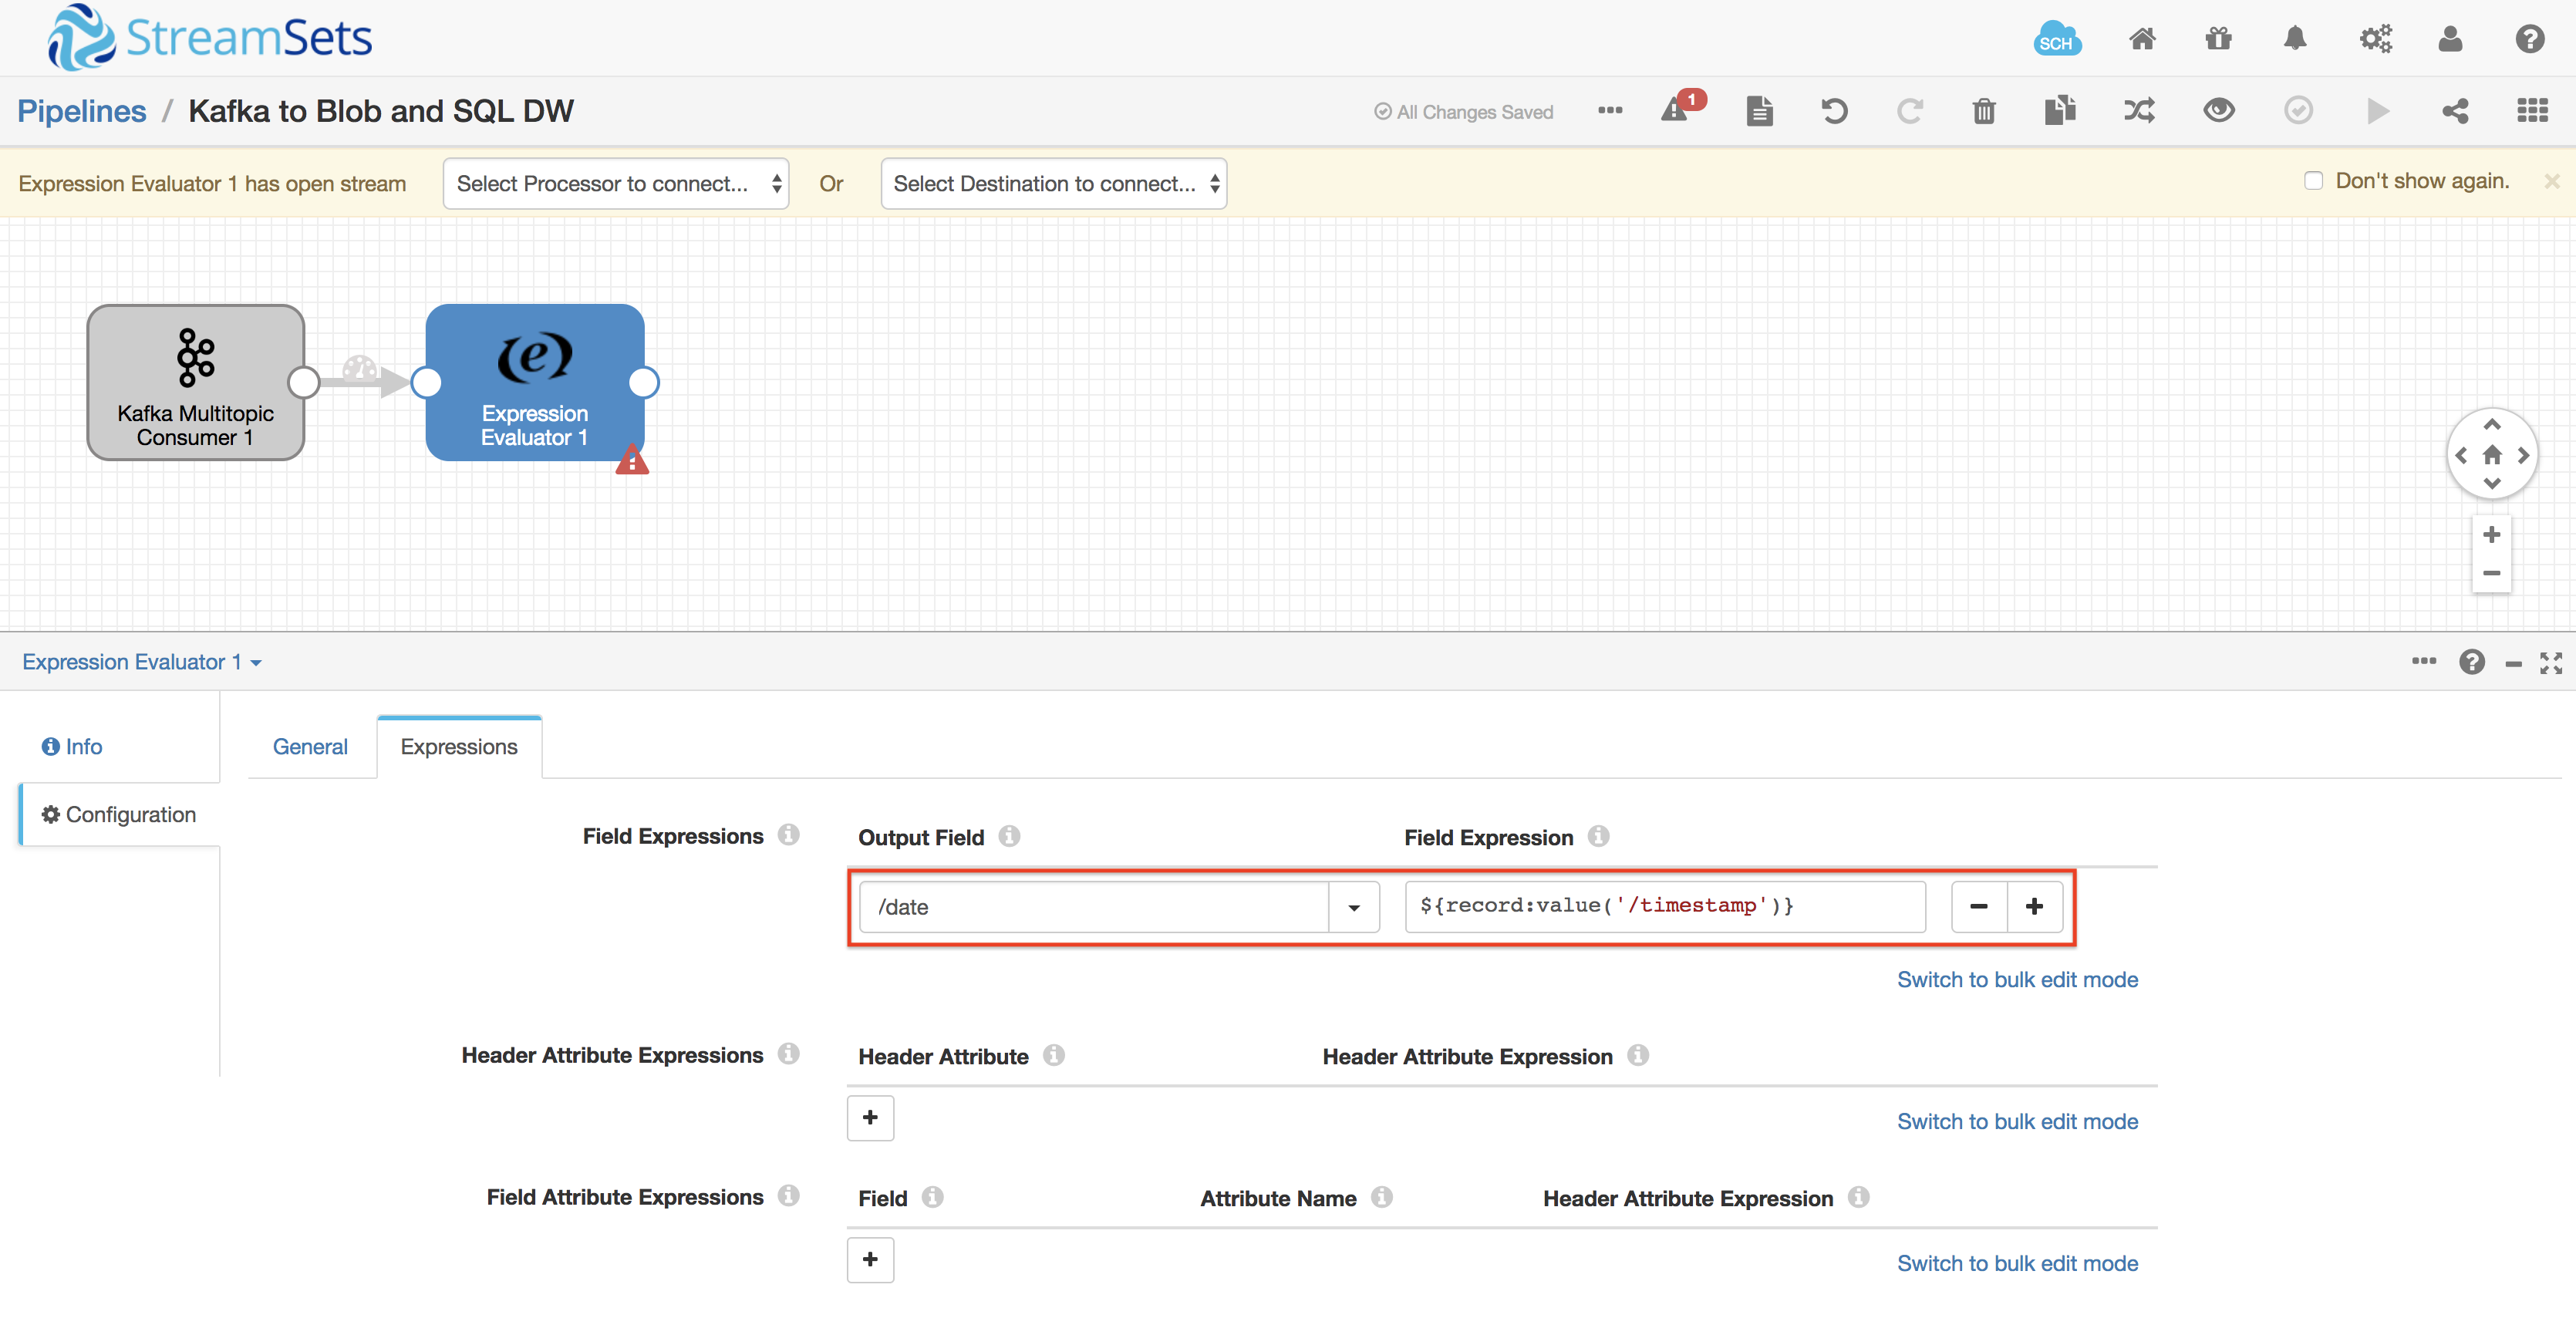 StreamSets
SCH
Pipelines / Kafka to Blob and SQL DW
All Changes Saved
1
Expression Evaluator 1 has open stream
Select Processor to connect...
Or
Select Destination to connect...
Don't show again.
Kafka Multitopic
Consumer 1
Expression
Evaluator 1
Expression Evaluator 1
Info
General
Expressions
Configuration
Field Expressions
Output Field
Field Expression
/date
${record:value('/timestamp')}
Switch to bulk edit mode
Header Attribute Expressions
Header Attribute
Header Attribute Expression
Switch to bulk edit mode
Field Attribute Expressions
Field
Attribute Name
Header Attribute Expression
Switch to bulk edit mode